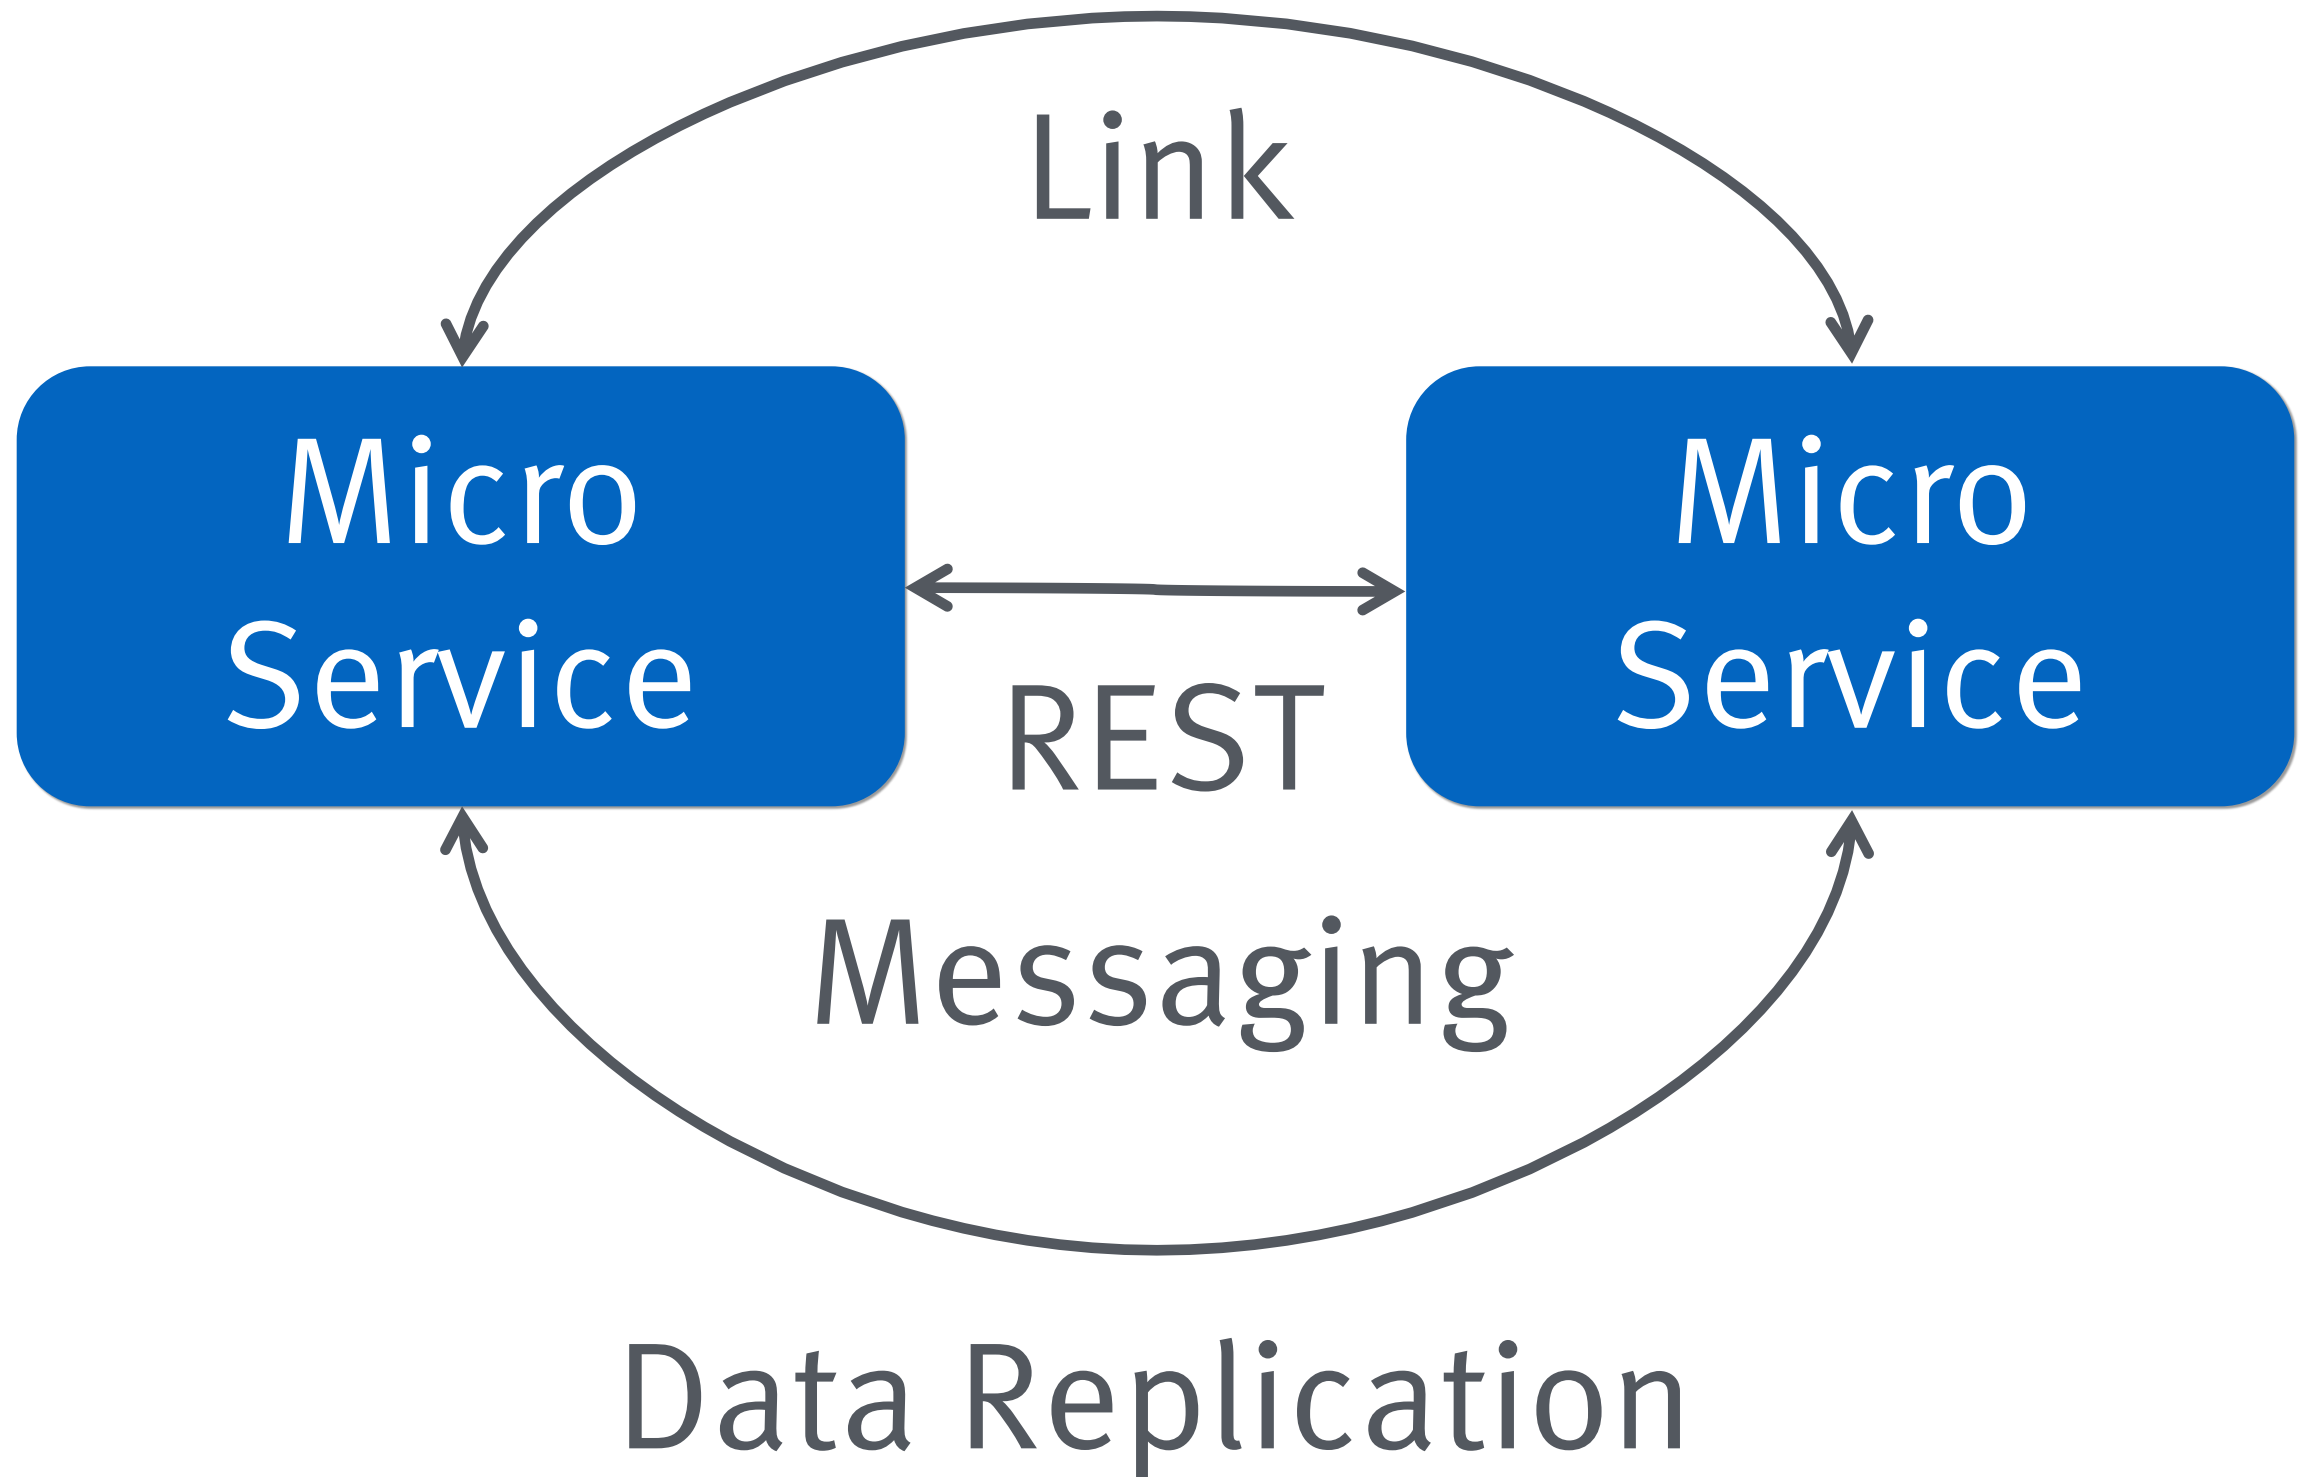 Link
Micro
Service
Micro
Service
REST
Messaging
Data Replication